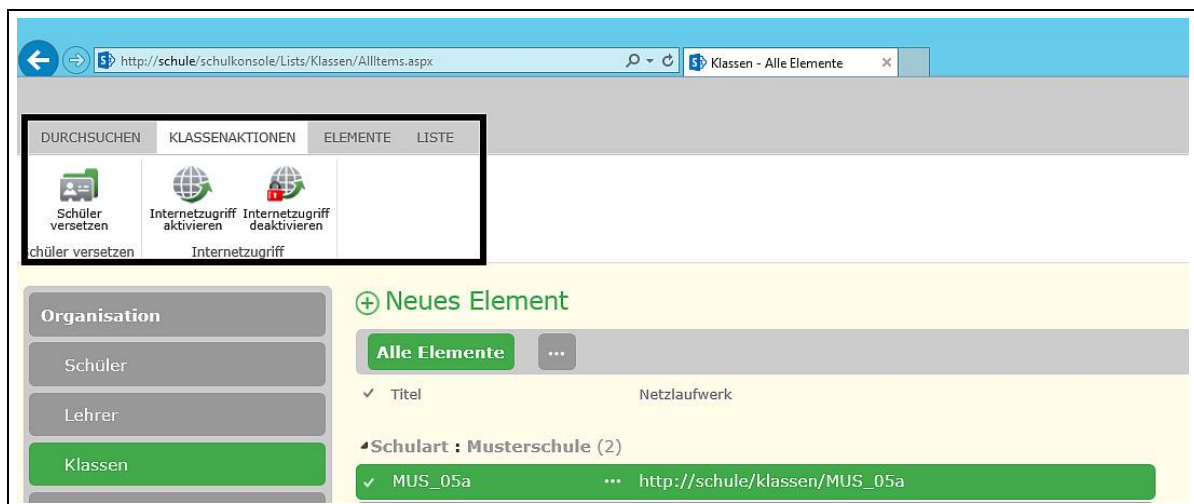 http://schule/schulkonsole/Lists/Klassen/AllItems.aspx
Klassen - Alle Elemente
DURCHSUCHEN KLASSENAKTIONEN ELEMENTE LISTE
Schüler versetzen
Internetzugriff aktivieren
Internetzugriff deaktivieren
Schüler versetzen Internetzugriff
Organisation
Schüler
Lehrer
Klassen
Neues Element
Alle Elemente ...
Titel Netzlaufwerk
Schulart : Musterschule (2)
MUS_05a ... http://schule/klassen/MUS_05a